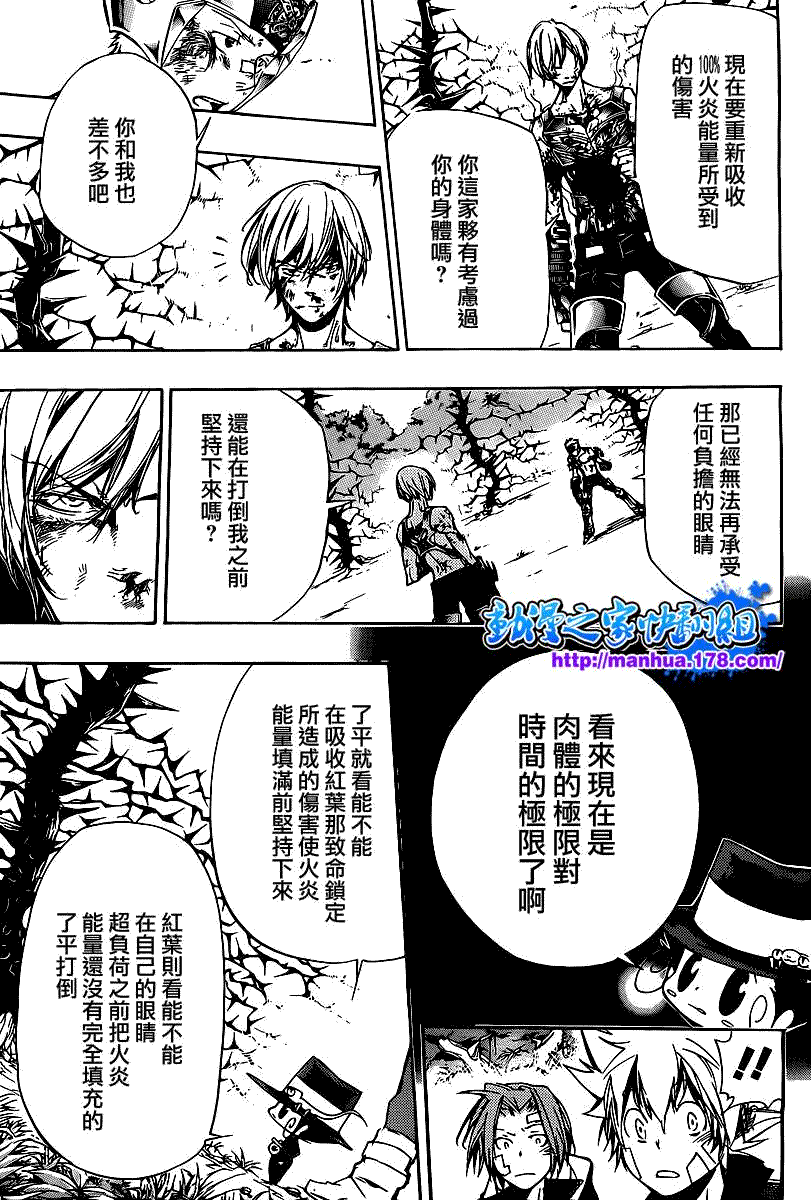 現在要重新吸收
100%火炎能量所受到
的傷害
你這家夥有考慮過
你的身體嗎?
你和我也
差不多吧
那已經無法再承受
任何負擔的眼睛
還能在打倒我之前
堅持下來嗎?
動漫之家快翻組
http://manhua.178.com/
看來現在是
肉體的極限對
時間的極限了啊
了平就看能不能
在吸收紅葉那致命鎖定
所造成的傷害使火炎
能量填滿前堅持下來
!!
紅葉則看能不能
在自己的眼睛
超負荷之前把火炎
能量還沒有完全填充的
了平打倒